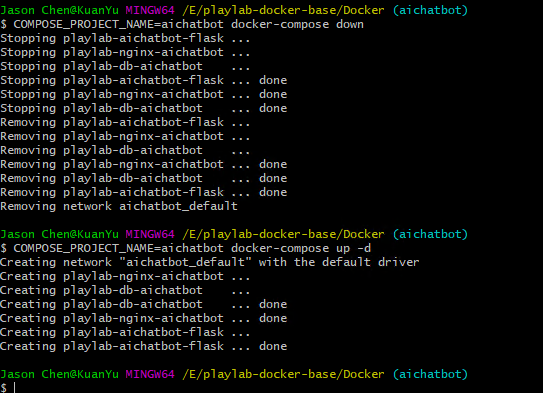 Jason Chen@KuanYu MINGW64 /E/playlab-docker-base/Docker (aichatbot)
$ COMPOSE_PROJECT_NAME=aichatbot docker-compose down
Stopping playlab-aichatbot-flask ...
Stopping playlab-nginx-aichatbot ...
Stopping playlab-db-aichatbot    ...
Stopping playlab-aichatbot-flask ... done
Stopping playlab-nginx-aichatbot ... done
Stopping playlab-db-aichatbot    ... done
Removing playlab-aichatbot-flask ...
Removing playlab-nginx-aichatbot ...
Removing playlab-db-aichatbot    ...
Removing playlab-nginx-aichatbot ... done
Removing playlab-db-aichatbot    ... done
Removing playlab-aichatbot-flask ... done
Removing network aichatbot_default
Jason Chen@KuanYu MINGW64 /E/playlab-docker-base/Docker (aichatbot)
$ COMPOSE_PROJECT_NAME=aichatbot docker-compose up -d
Creating network "aichatbot_default" with the default driver
Creating playlab-nginx-aichatbot ...
Creating playlab-db-aichatbot    ...
Creating playlab-db-aichatbot    ... done
Creating playlab-nginx-aichatbot ... done
Creating playlab-aichatbot-flask ...
Creating playlab-aichatbot-flask ... done
Jason Chen@KuanYu MINGW64 /E/playlab-docker-base/Docker (aichatbot)
$